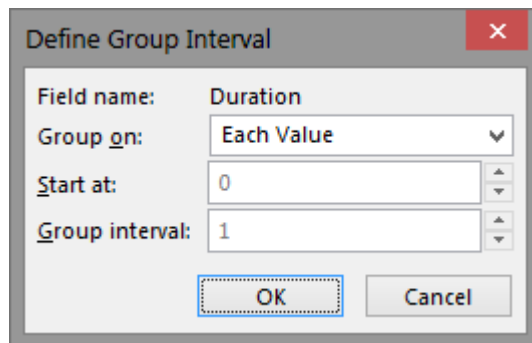 Define Group Interval
Field name: Duration
Group on: Each Value
Start at: 0
Group interval: 1
OK Cancel